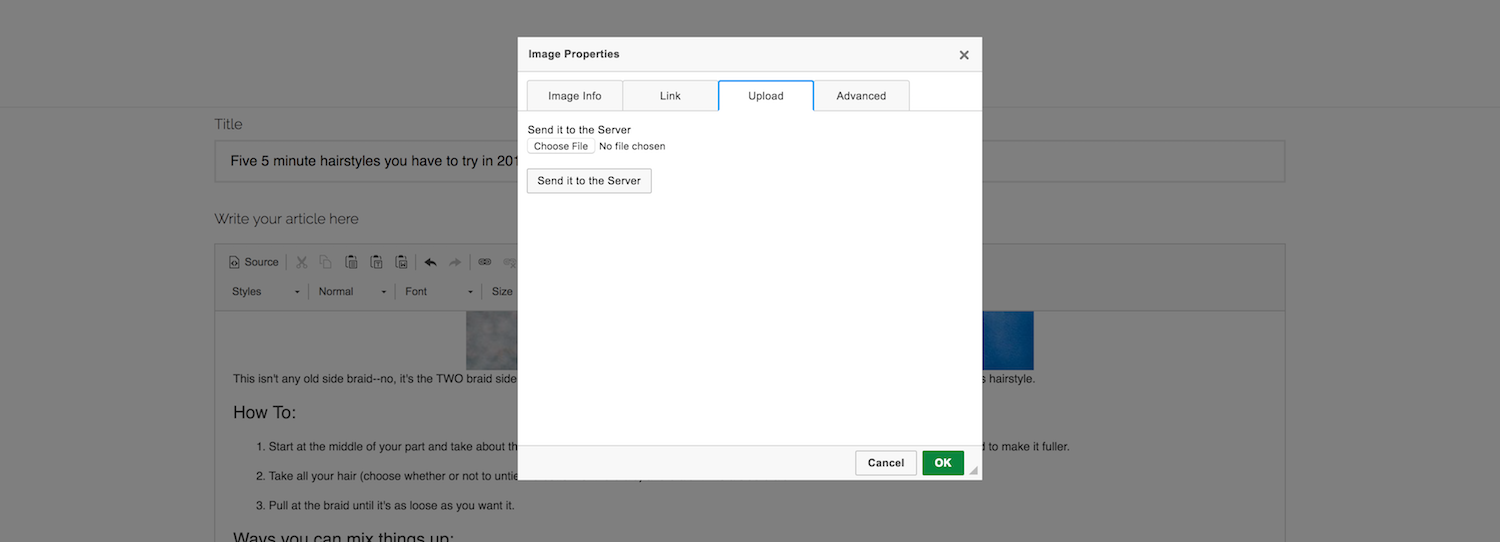 Image Properties
Image Info Link Upload Advanced
Send it to the Server
Choose File No file chosen
Send it to the Server
Cancel OK
Title
Five 5 minute hairstyles you have to try in 201
Write your article here
Source
Styles Normal Font Size
This isn't any old side braid--no, it's the TWO braid side hairstyle.
How To:
1. Start at the middle of your part and take about to make it fuller.
2. Take all your hair (choose whether or not to
3. Pull at the braid until it's as loose as you want it.
Ways you can mix things up: